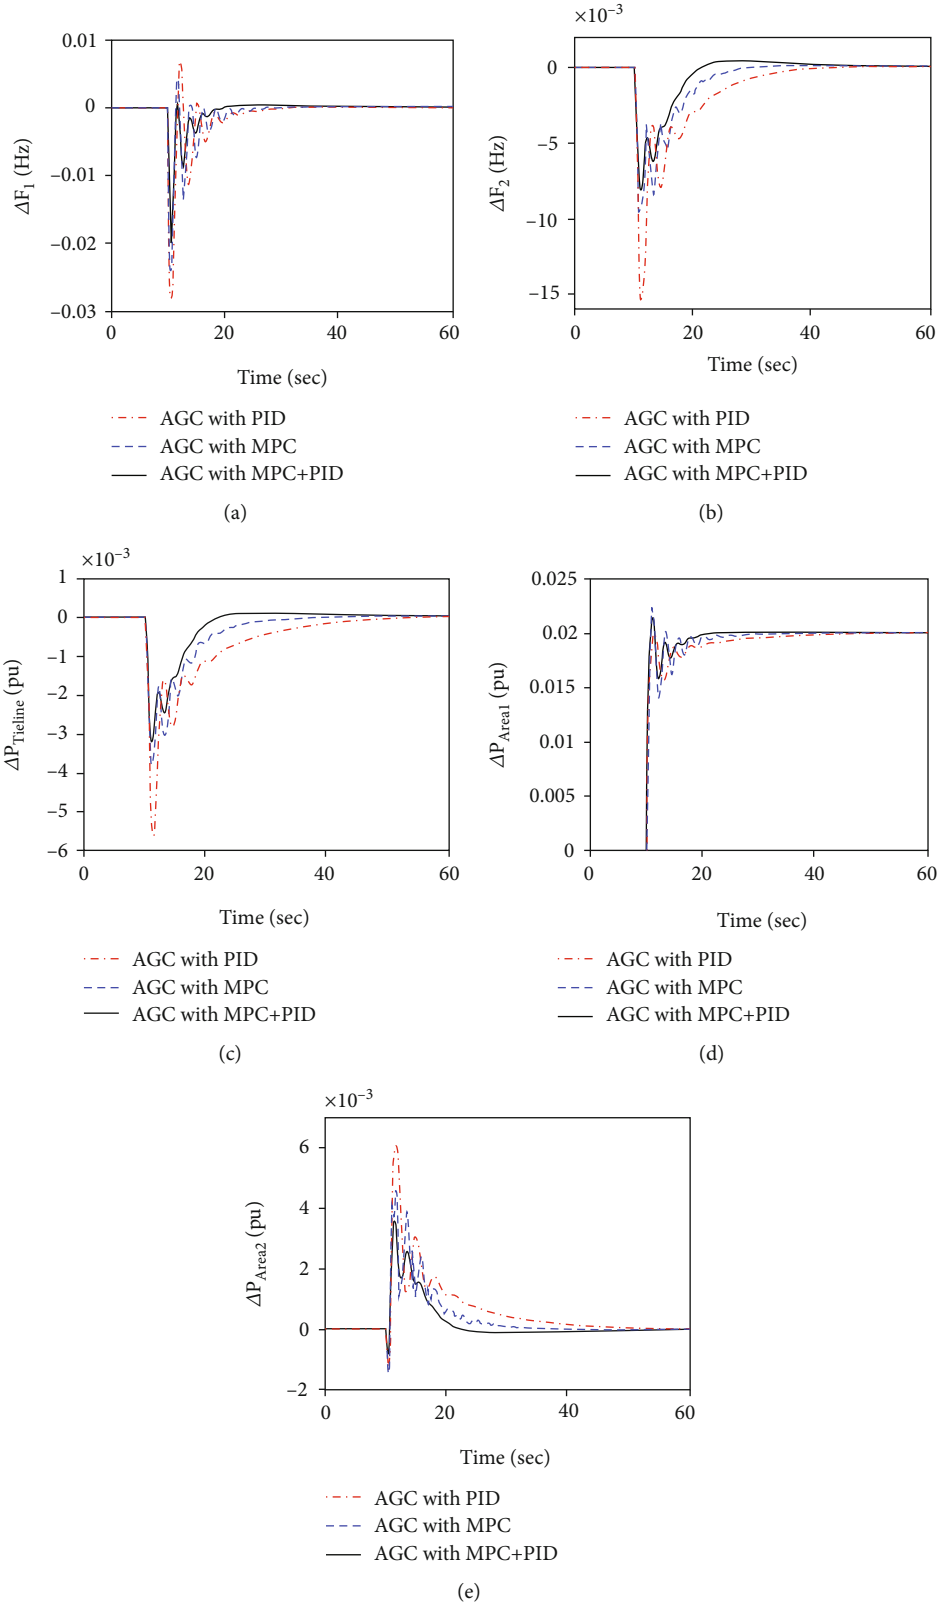 0.01
0
−0.01
−0.02
−0.03
ΔF1 (Hz)
0 20 40 60
Time (sec)
AGC with PID
AGC with MPC
AGC with MPC+PID
(a)
×10−3
0
−5
−10
−15
ΔF2 (Hz)
0 20 40 60
Time (sec)
AGC with PID
AGC with MPC
AGC with MPC+PID
(b)
×10−3
1
0
−1
−2
−3
−4
−5
−6
ΔPTieline (pu)
0 20 40 60
Time (sec)
AGC with PID
AGC with MPC
AGC with MPC+PID
(c)
0.025
0.02
0.015
0.01
0.005
0
ΔPArea1 (pu)
0 20 40 60
Time (sec)
AGC with PID
AGC with MPC
AGC with MPC+PID
(d)
×10−3
6
4
2
0
−2
ΔPArea2 (pu)
0 20 40 60
Time (sec)
AGC with PID
AGC with MPC
AGC with MPC+PID
(e)